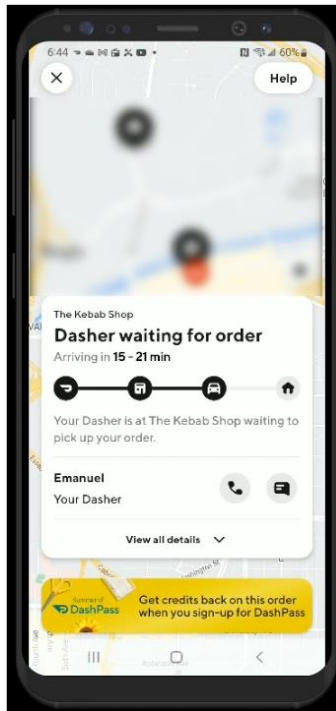 6:44
60%
Help
The Kebab Shop
Dasher waiting for order
Arriving in 15 - 21 min
Your Dasher is at The Kebab Shop waiting to
pick up your order.
Emanuel
Your Dasher
View all details
Summer of
DashPass
Get credits back on this order
when you sign-up for DashPass